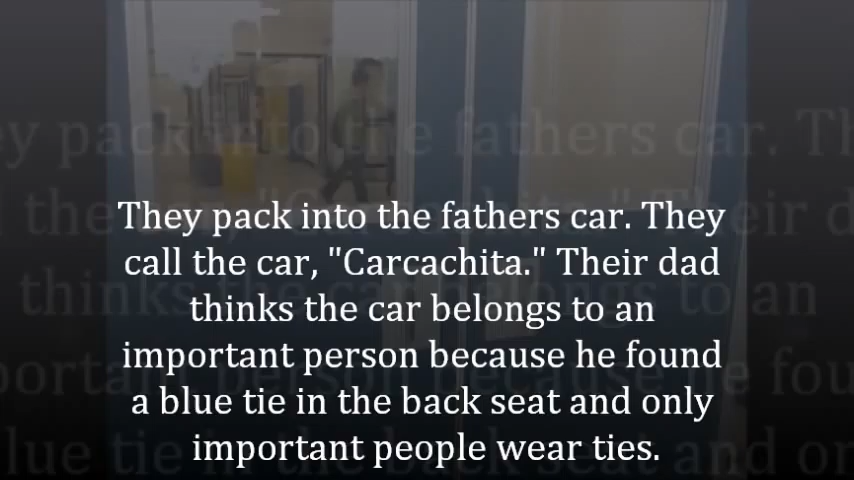 They pack into the fathers car. They
call the car, "Carcachita." Their dad
thinks the car belongs to an
important person because he found
a blue tie in the back seat and only
important people wear ties.